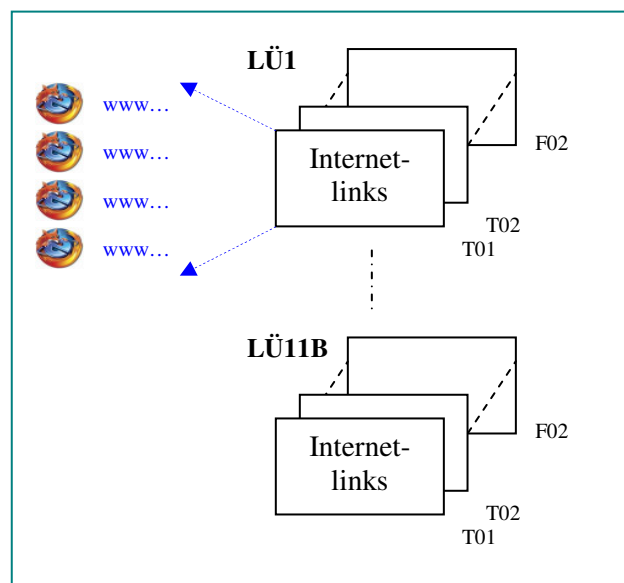 LÜ1
www…
www…
www…
www…
Internet-
links
F02
T02
T01
LÜ11B
Internet-
links
F02
T02
T01